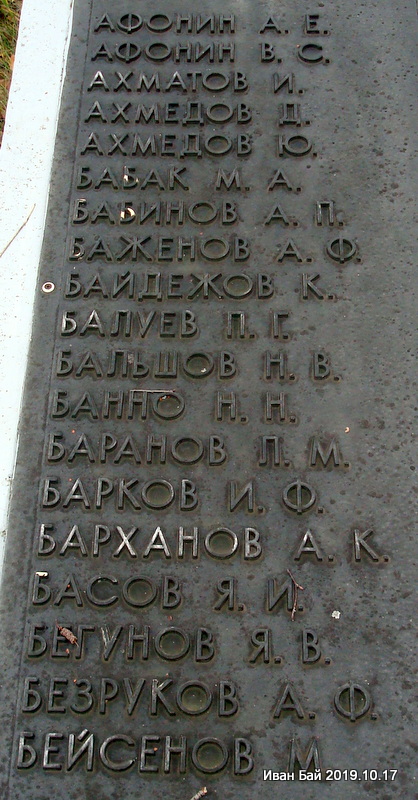 АФОНИН А. Е.
АФОНИН В. С.
АХМАТОВ И.
АХМЕДОВ Д.
АХМЕДОВ Ю.
БАБАК М. А.
БАБИНОВ А. П.
БАЖЕНОВ А. Ф.
БАЙДЕЖОВ К.
БАЛУЕВ П. Г.
БАЛЬШОВ Н. В.
БАННО Н. Н.
БАРАНОВ П. М.
БАРКОВ И. Ф.
БАРХАНОВ А. К.
БАСОВ Я. И.
БЕГУНОВ Я. В.
БЕЗРУКОВ А. Ф.
БЕЙСЕНОВ М
Иван Бай 2019.10.17